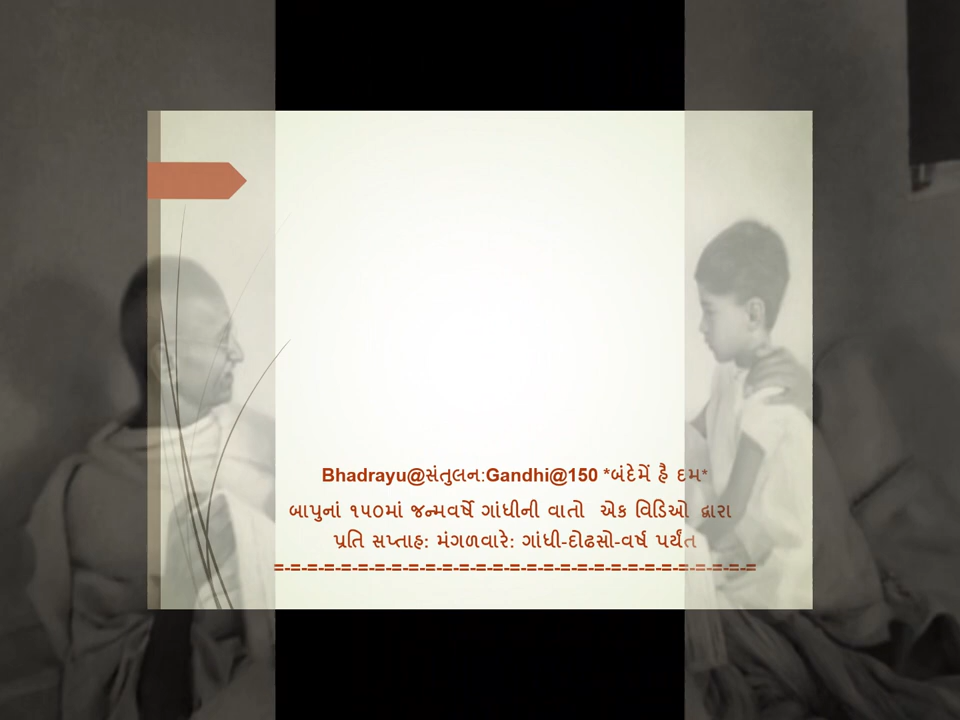 Bhadrayu@સંતુલન:Gandhi@150 *બંદેમેં હૈ દમ*
બાપુનાં ૧૫૦માં જન્મવર્ષે ગાંધીની વાતો એક વિડિઓ દ્વારા
પ્રતિ સપ્તાહ: મંગળવારે: ગાંધી-દોઢસો-વર્ષ પર્યંત
=-=-=-=-=-=-=-=-=-=-=-=-=-=-=-=-=-=-=-=-=-=-=-=-=-=-=-=